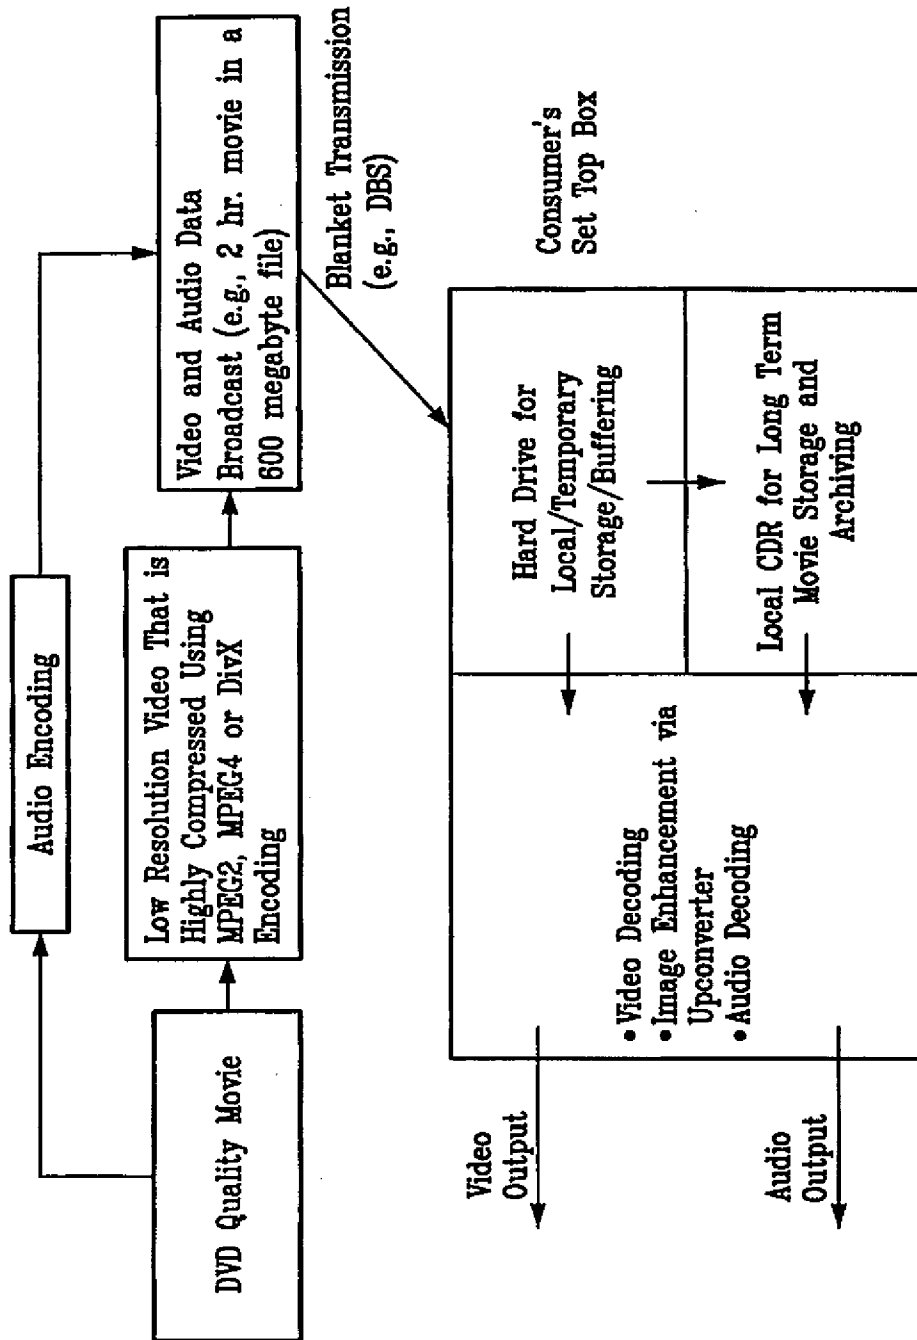 Audio Encoding
DVD Quality Movie
Low Resolution Video That is
Highly Compressed Using
MPEG2, MPEG4 or DivX
Encoding
Video and Audio Data
Broadcast (e.g., 2 hr. movie in a
600 megabyte file)
Blanket Transmission
(e.g., DBS)
Consumer's
Set Top Box
Hard Drive for
Local/Temporary
Storage/Buffering
Local CDR for Long Term
Movie Storage and
Archiving
• Video Decoding
• Image Enhancement via
Upconverter
• Audio Decoding
Video
Output
Audio
Output